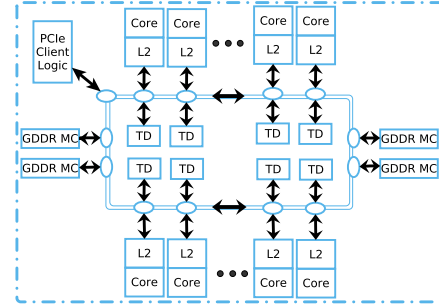 Core Core Core Core
L2 L2 L2 L2
PCIe
Client
Logic
TD TD TD TD
GDDR MC GDDR MC
GDDR MC GDDR MC
TD TD TD TD
L2 L2 L2 L2
Core Core Core Core